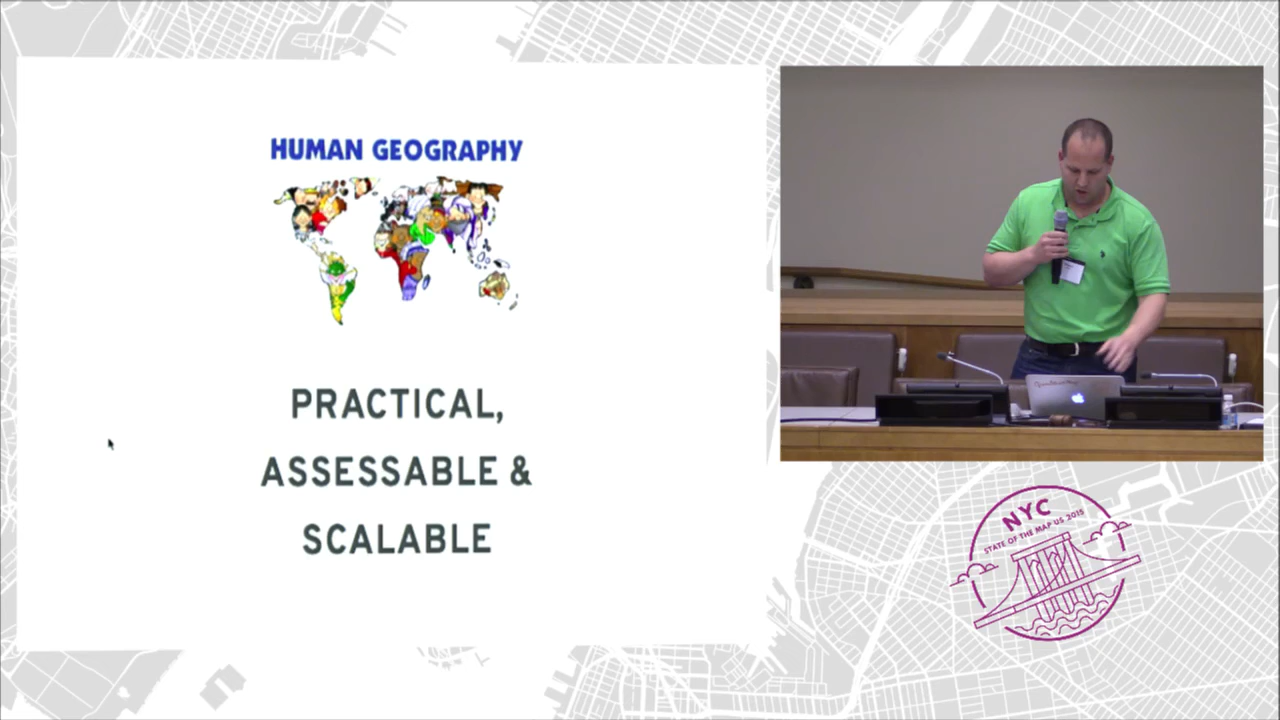 HUMAN GEOGRAPHY
PRACTICAL,
ASSESSABLE &
SCALABLE
NYC
STATE OF THE MAP US 2015